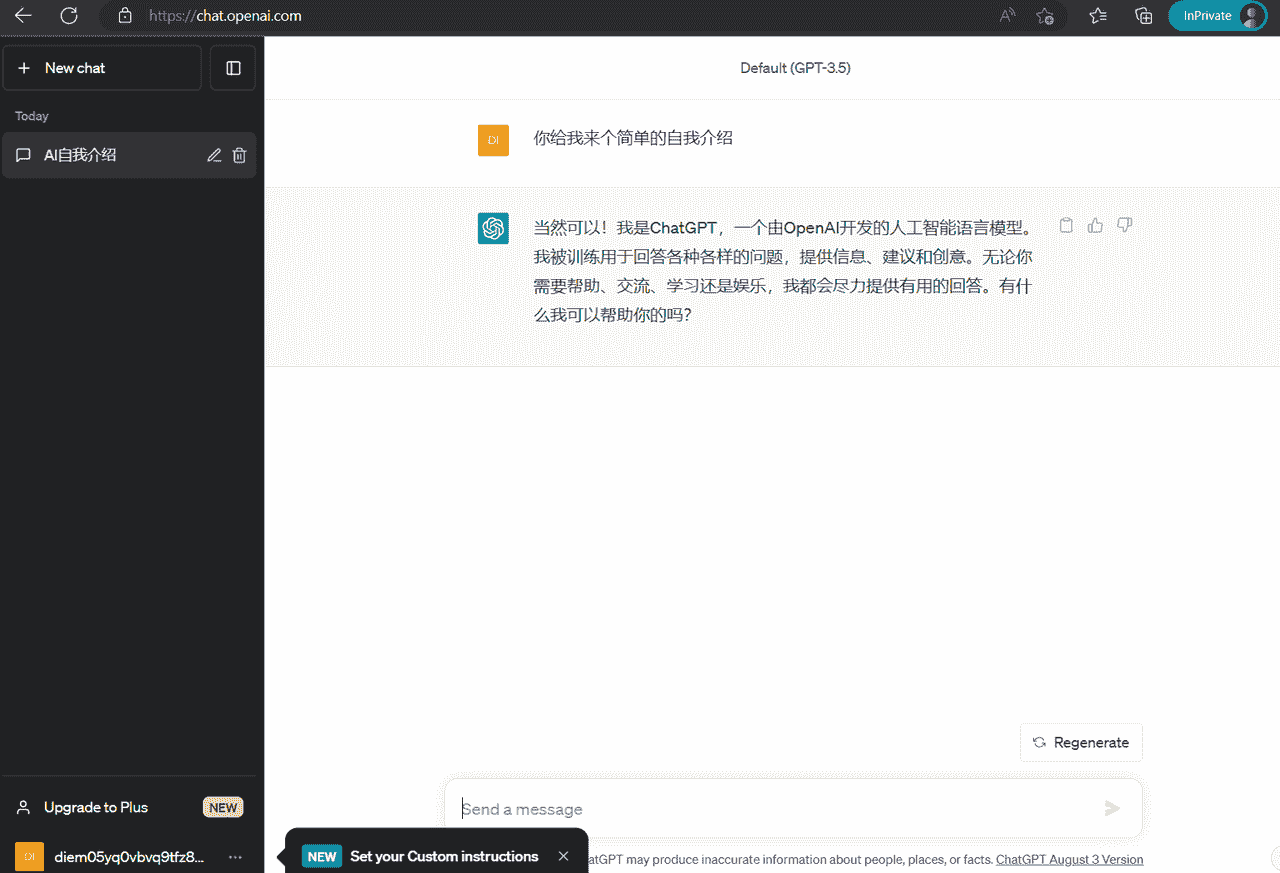 https://chat.openai.com
InPrivate
New chat
Today
AI自我介绍
Default (GPT-3.5)
DI
你给我来个简单的自我介绍
当然可以！我是ChatGPT，一个由OpenAI开发的人工智能语言模型。
我被训练用于回答各种各样的问题，提供信息、建议和创意。无论你
需要帮助、交流、学习还是娱乐，我都会尽力提供有用的回答。有什
么我可以帮助你的吗？
Regenerate
Send a message
Upgrade to Plus NEW
DI diem05yq0vbvq9tfz8...
NEW Set your Custom instructions
atGPT may produce inaccurate information about people, places, or facts. ChatGPT August 3 Version